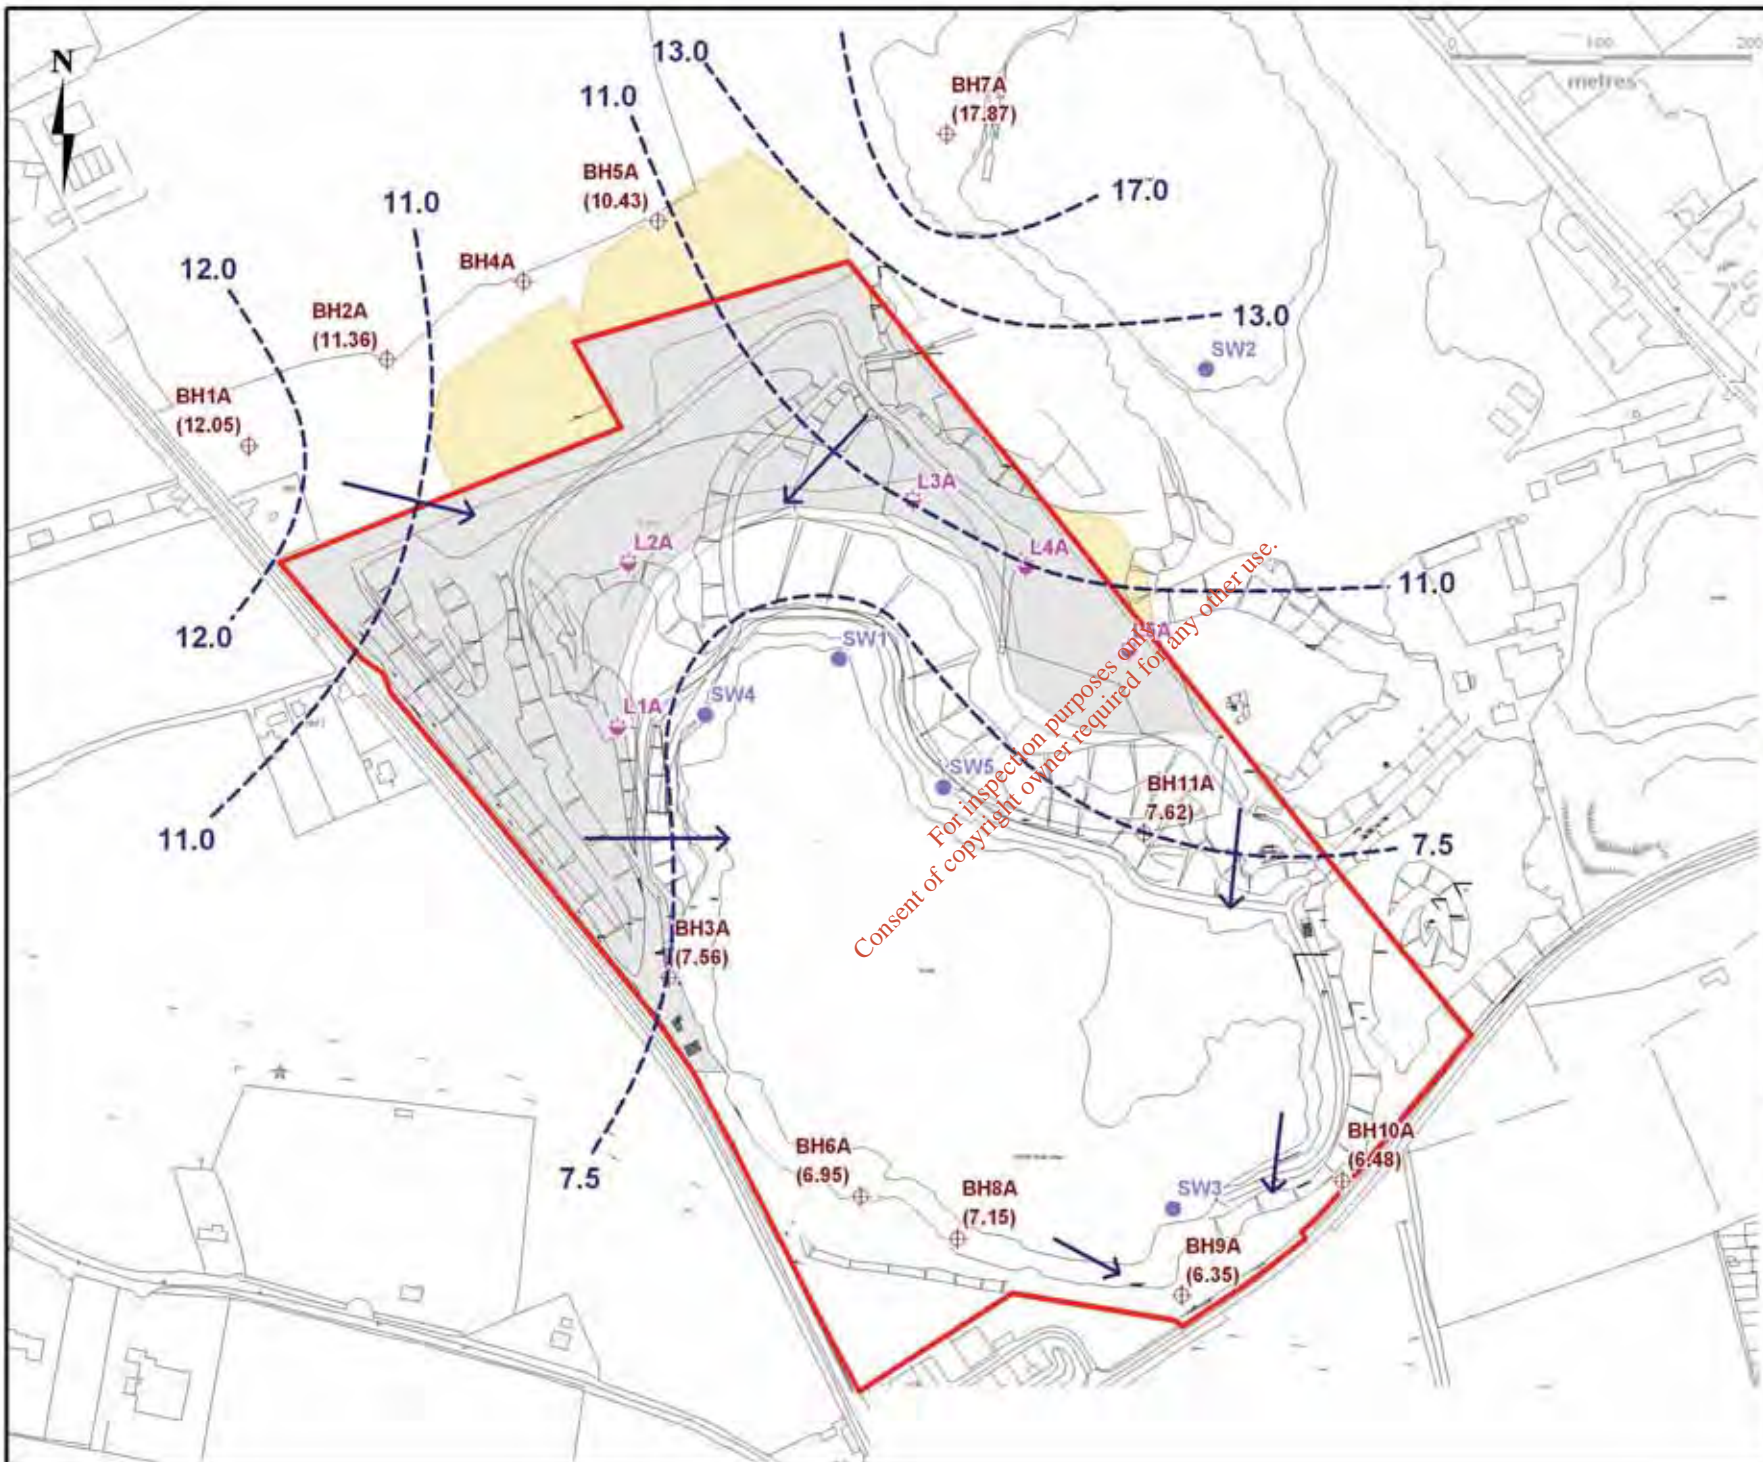 N
0 100 200
metres
13.0
11.0
BH7A
(17.87)
17.0
BH5A
(10.43)
11.0
12.0
BH4A
BH2A
(11.36)
13.0
SW2
BH1A
(12.05)
L3A
L2A
L4A
11.0
12.0
L5A
SW1
L1A
SW4
SW5
BH11A
7.62)
11.0
7.5
For inspection purposes only.
Consent of copyright owner required for any other use.
BH3A
(7.56)
BH6A
(6.95)
7.5
BH8A
(7.15)
SW3
BH10A
(6.48)
BH9A
(6.35)